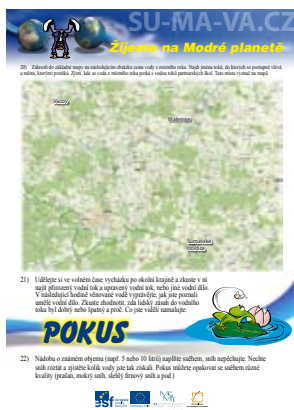 SU-MA-VA.CZ
Žijeme na Modré planetě
20) Zakresli do základní mapy na následujícím obrázku cestu vody z místního toku. Najdi jména toků, do kterých se postupně vlévá
a města, kterými protéká. Zjisti, kde se voda z místního toku potká s vodou toků partnerských škol. Tato místa vyznač na mapě.
Vacov
Malenice
Šumavské
Hoštice
21) Udělejte si ve volném čase vycházku po okolní krajině a zkuste v ní
najít přirozený vodní tok a upravený vodní tok, nebo jiné vodní dílo.
V následující hodině věnované vodě vyprávějte, jak jste poznali
umělé vodní dílo. Zkuste zhodnotit, zda lidský zásah do vodního
toku byl dobrý nebo špatný a proč. Co jste viděli namalujte.
POKUS
22) Nádobu o známém objemu (např. 5 nebo 10 litrů) naplňte sněhem, sníh nepěchujte. Nechte
sníh roztát a zjistěte kolik vody jste tak získali. Pokus můžete opakovat se sněhem různé
kvality (prašan, mokrý sníh, slehlý firnový sníh a pod.)
esf